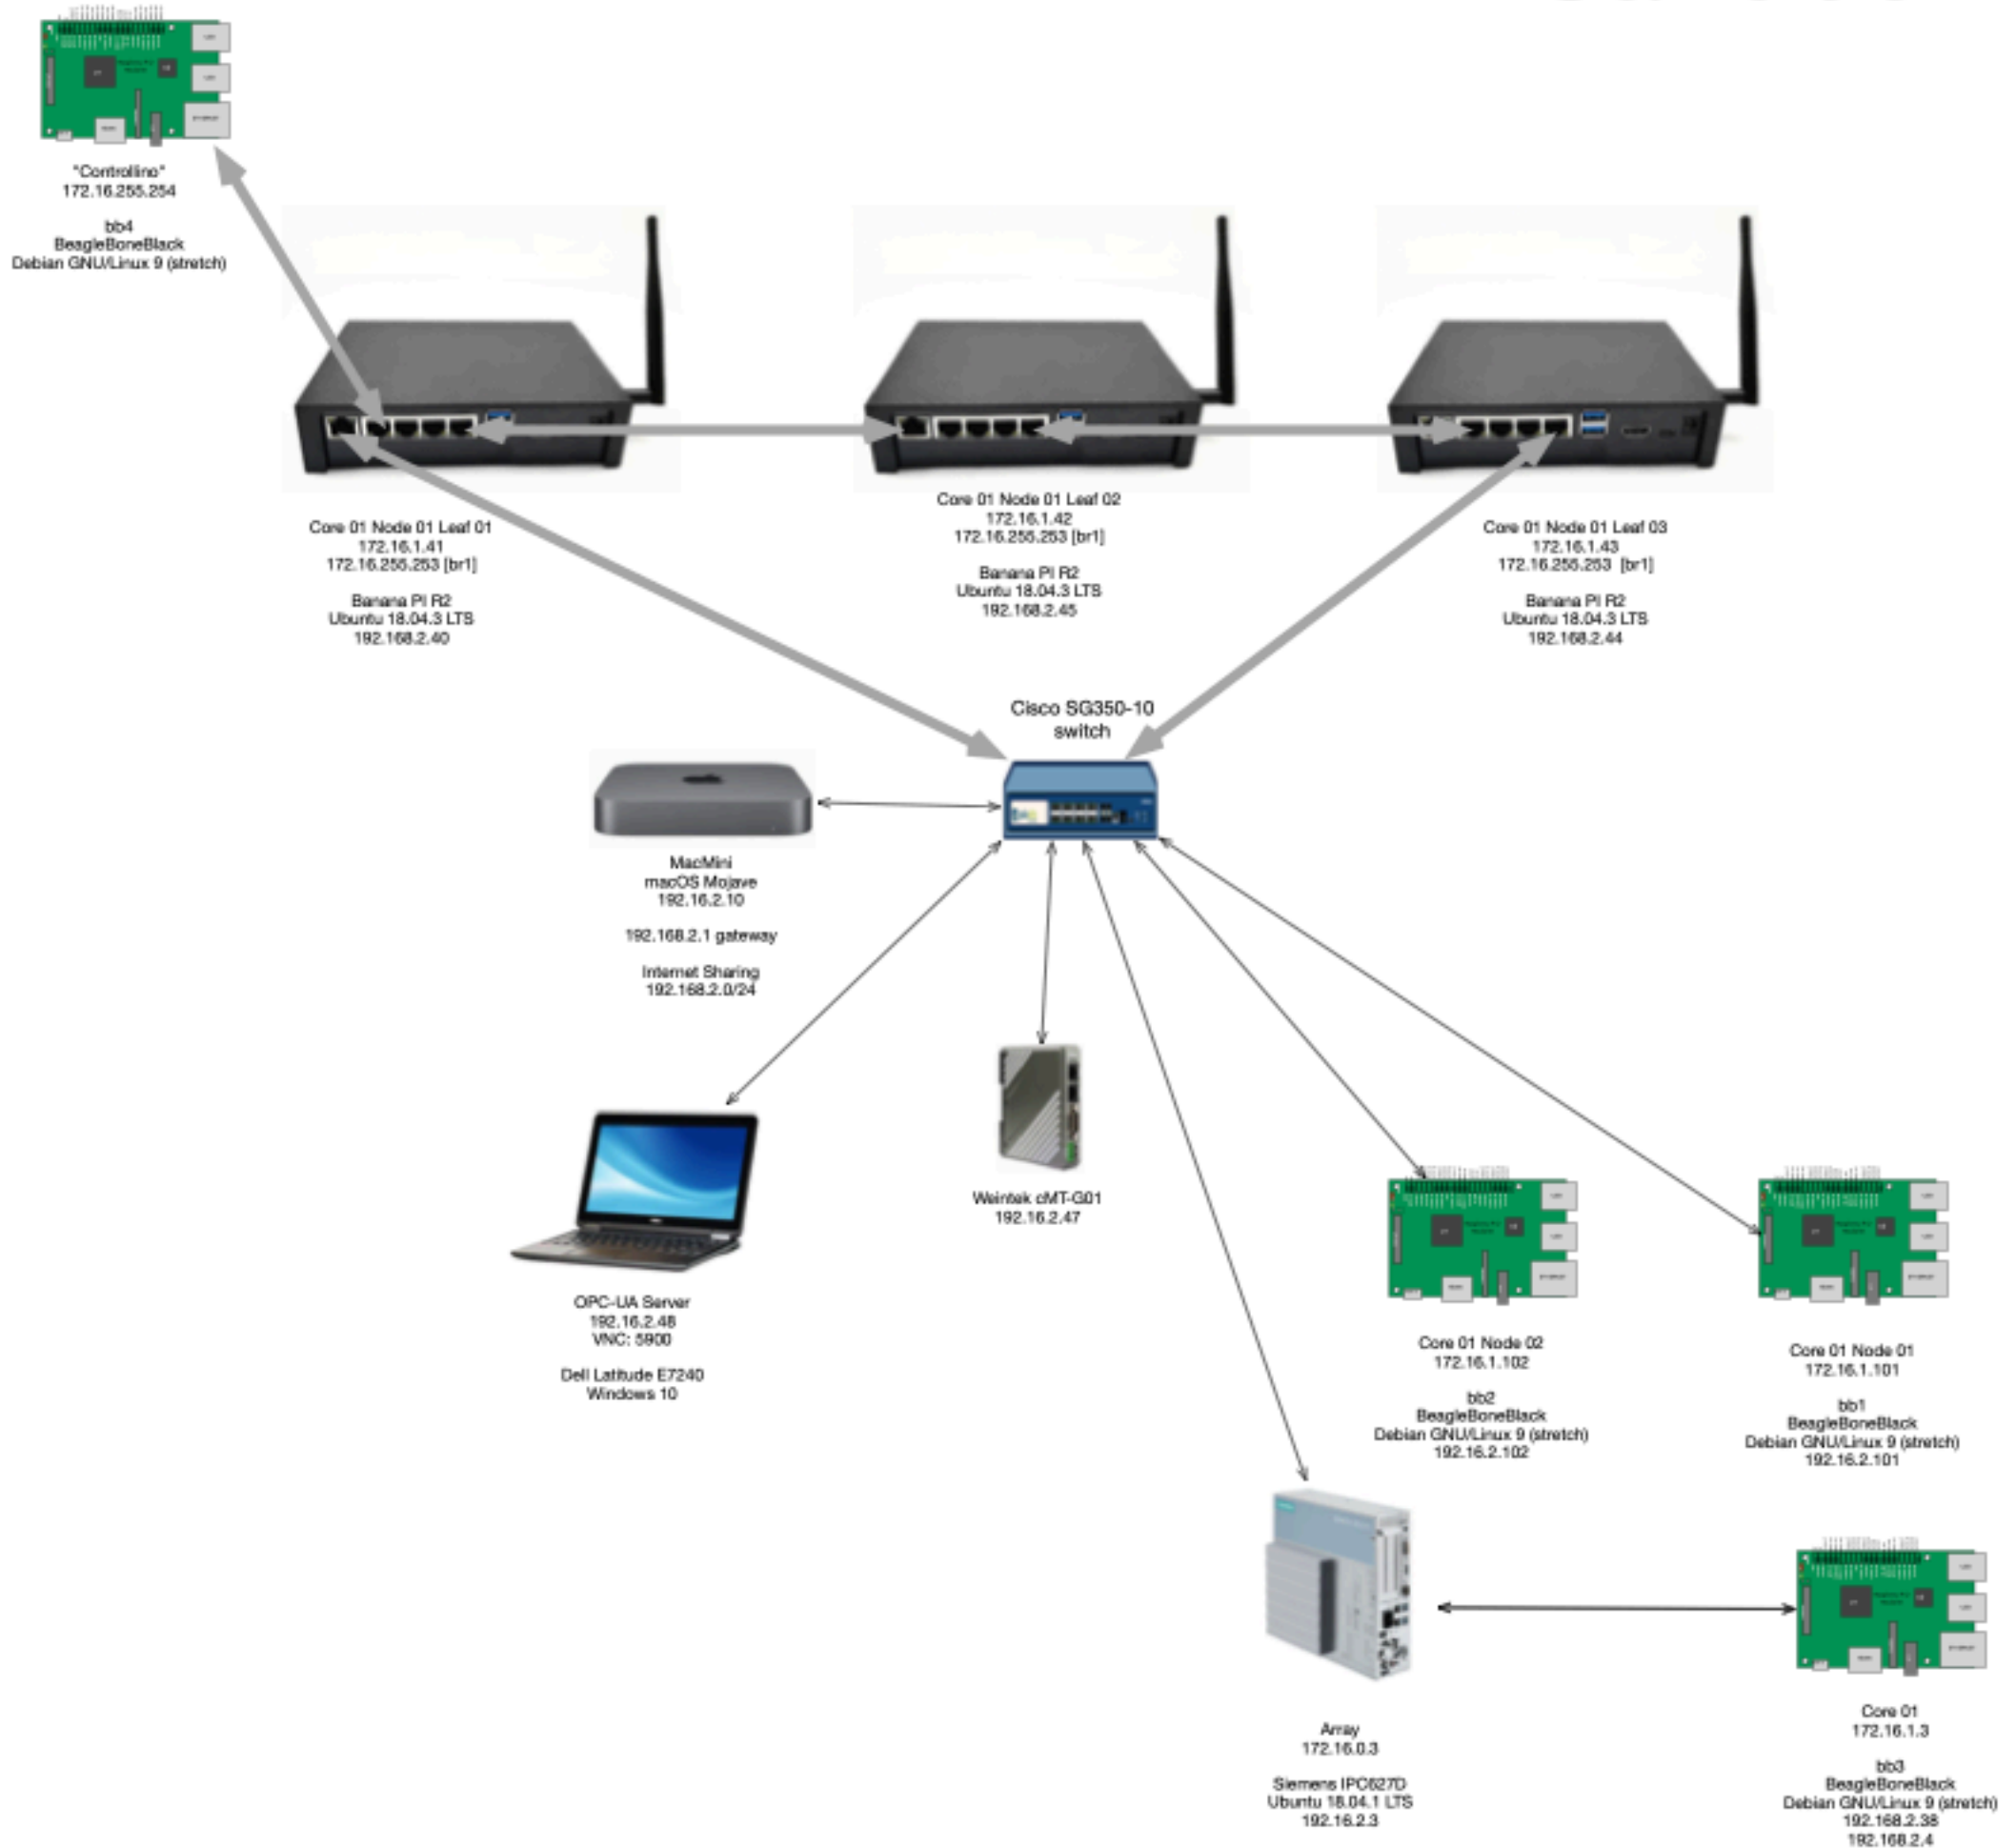 "Controllino"
172.16.255.254
bb4
BeagleBoneBlack
Debian GNU/Linux 9 (stretch)
Core 01 Node 01 Leaf 01
172.16.1.41
172.16.255.253 [br1]
Banana PI R2
Ubuntu 18.04.3 LTS
192.168.2.40
Core 01 Node 01 Leaf 02
172.16.1.42
172.16.255.253 [br1]
Banana PI R2
Ubuntu 18.04.3 LTS
192.168.2.45
Core 01 Node 01 Leaf 03
172.16.1.43
172.16.255.253 [br1]
Banana PI R2
Ubuntu 18.04.3 LTS
192.168.2.44
Cisco SG350-10
switch
MacMini
macOS Mojave
192.16.2.10
192.168.2.1 gateway
Internet Sharing
192.168.2.0/24
OPC-UA Server
192.16.2.48
VNC: 5900
Dell Latitude E7240
Windows 10
Weintek cMT-G01
192.16.2.47
Core 01 Node 02
172.16.1.102
bb2
BeagleBoneBlack
Debian GNU/Linux 9 (stretch)
192.16.2.102
Core 01 Node 01
172.16.1.101
bb1
BeagleBoneBlack
Debian GNU/Linux 9 (stretch)
192.16.2.101
Array
172.16.0.3
Siemens IPC627D
Ubuntu 18.04.1 LTS
192.16.2.3
Core 01
172.16.1.3
bb3
BeagleBoneBlack
Debian GNU/Linux 9 (stretch)
192.168.2.38
192.168.2.4